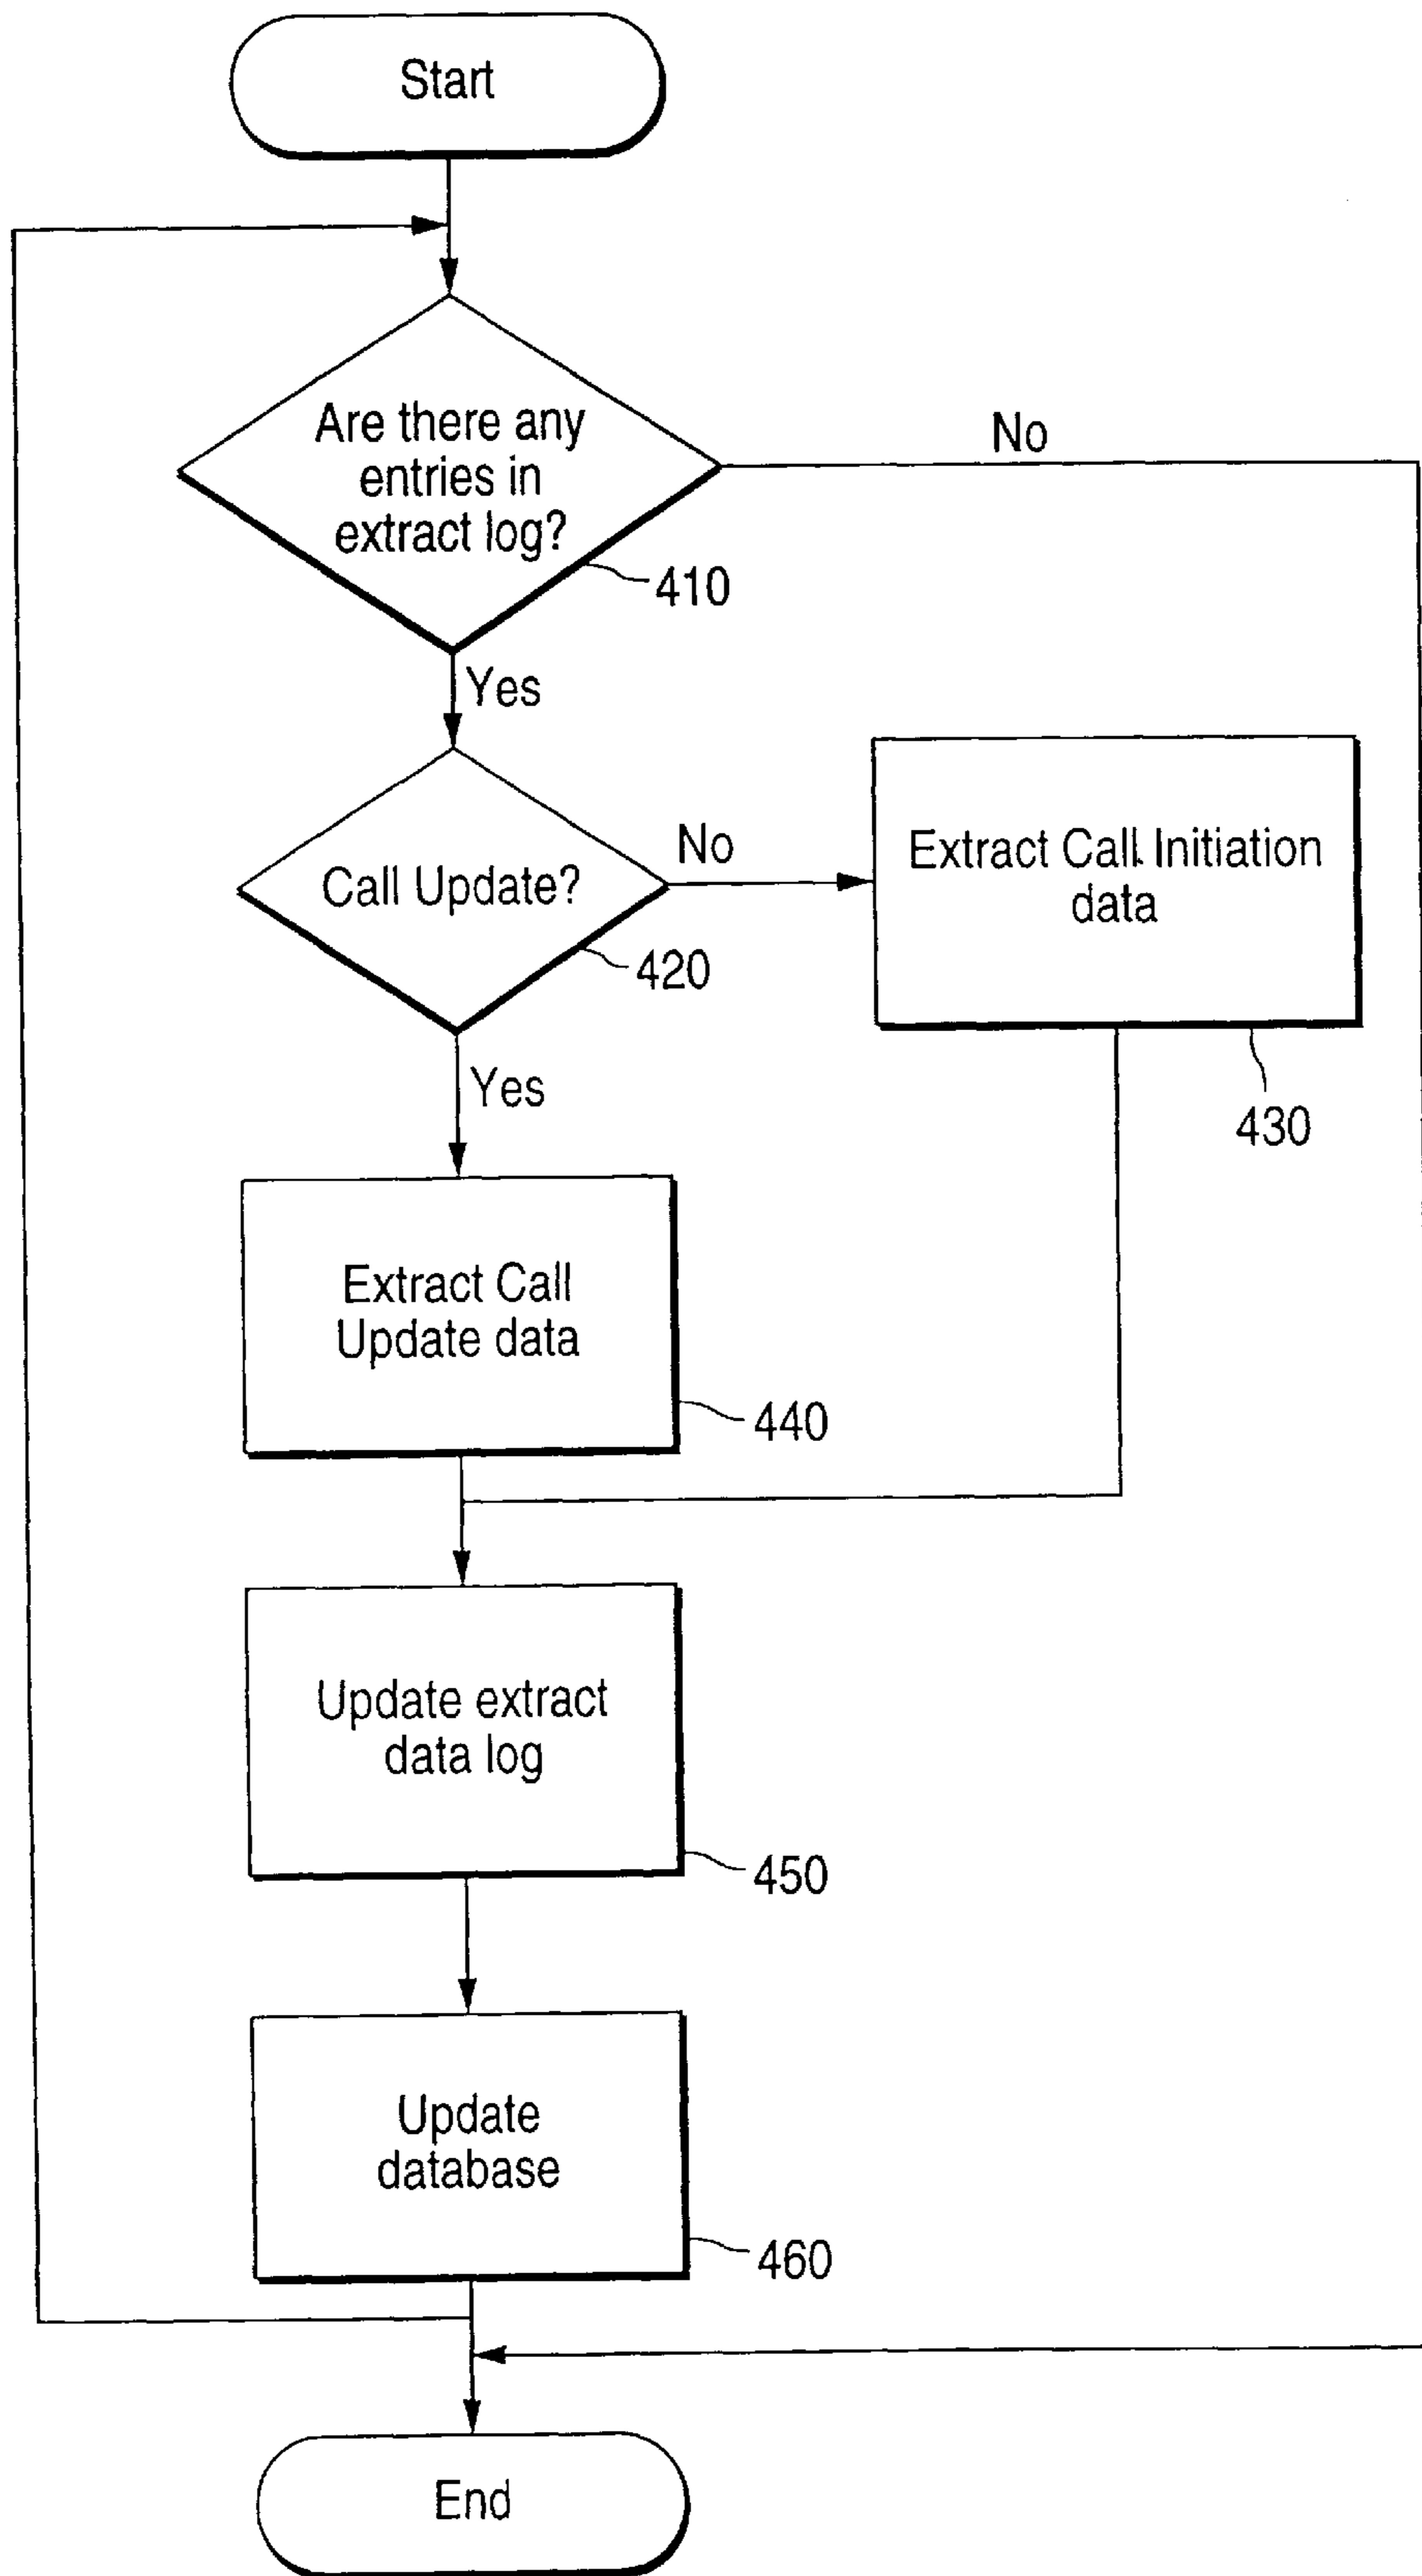 Start
Are there any
entries in
extract log?
No
410
Yes
Call Update?
No
420
Extract Call Initiation
data
430
Yes
Extract Call
Update data
440
Update extract
data log
450
Update
database
460
End